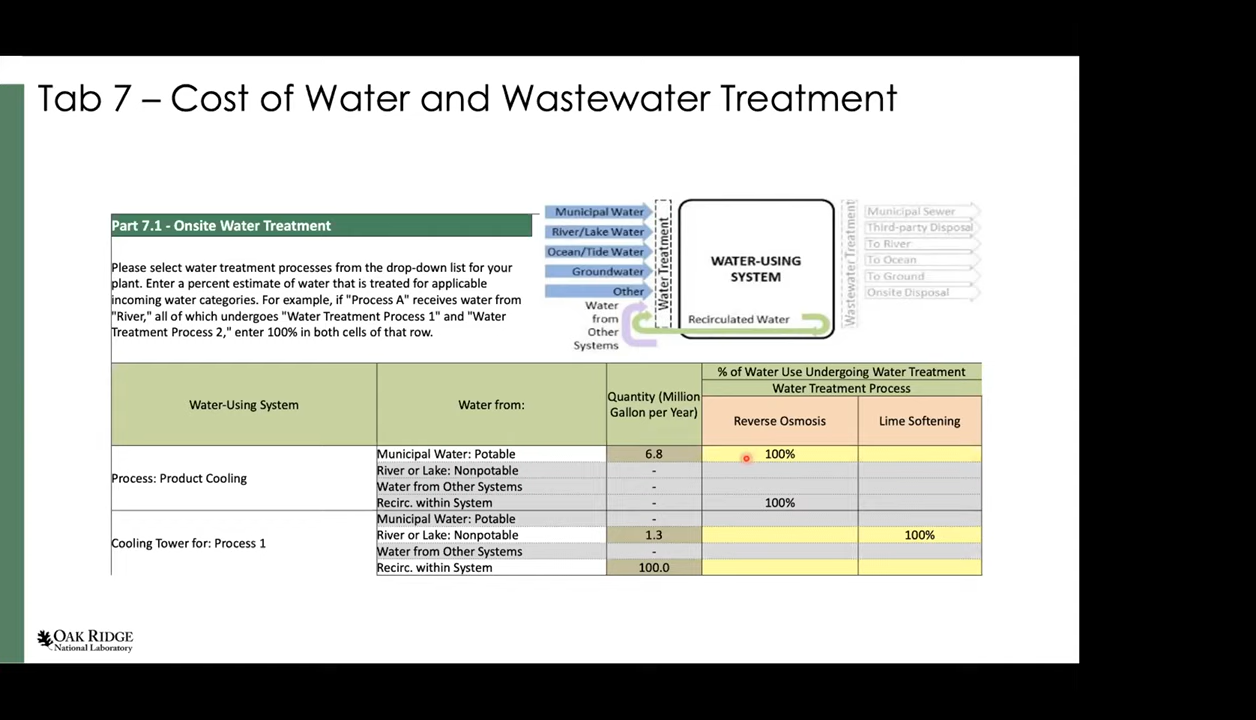 Tab 7 – Cost of Water and Wastewater Treatment
Part 7.1 - Onsite Water Treatment
Please select water treatment processes from the drop-down list for your
plant. Enter a percent estimate of water that is treated for applicable
incoming water categories. For example, if "Process A" receives water from
"River," all of which undergoes "Water Treatment Process 1" and "Water
Treatment Process 2," enter 100% in both cells of that row.
Municipal Water
River/Lake Water
Ocean/Tide Water
Groundwater
Other
Water
from
Other
Systems
Water Treatment
WATER-USING
SYSTEM
Recirculated Water
Wastewater Treatment
Municipal Sewer
Third-party Disposal
To River
To Ocean
To Ground
Onsite Disposal
% of Water Use Undergoing Water Treatment
Water Treatment Process
Water-Using System
Water from:
Quantity (Million
Gallon per Year)
Reverse Osmosis
Lime Softening
Process: Product Cooling
Municipal Water: Potable 6.8 100%
River or Lake: Nonpotable -
Water from Other Systems -
Recirc. within System - 100%
Cooling Tower for: Process 1
Municipal Water: Potable -
River or Lake: Nonpotable 1.3 100%
Water from Other Systems -
Recirc. within System 100.0
OAK RIDGE
National Laboratory